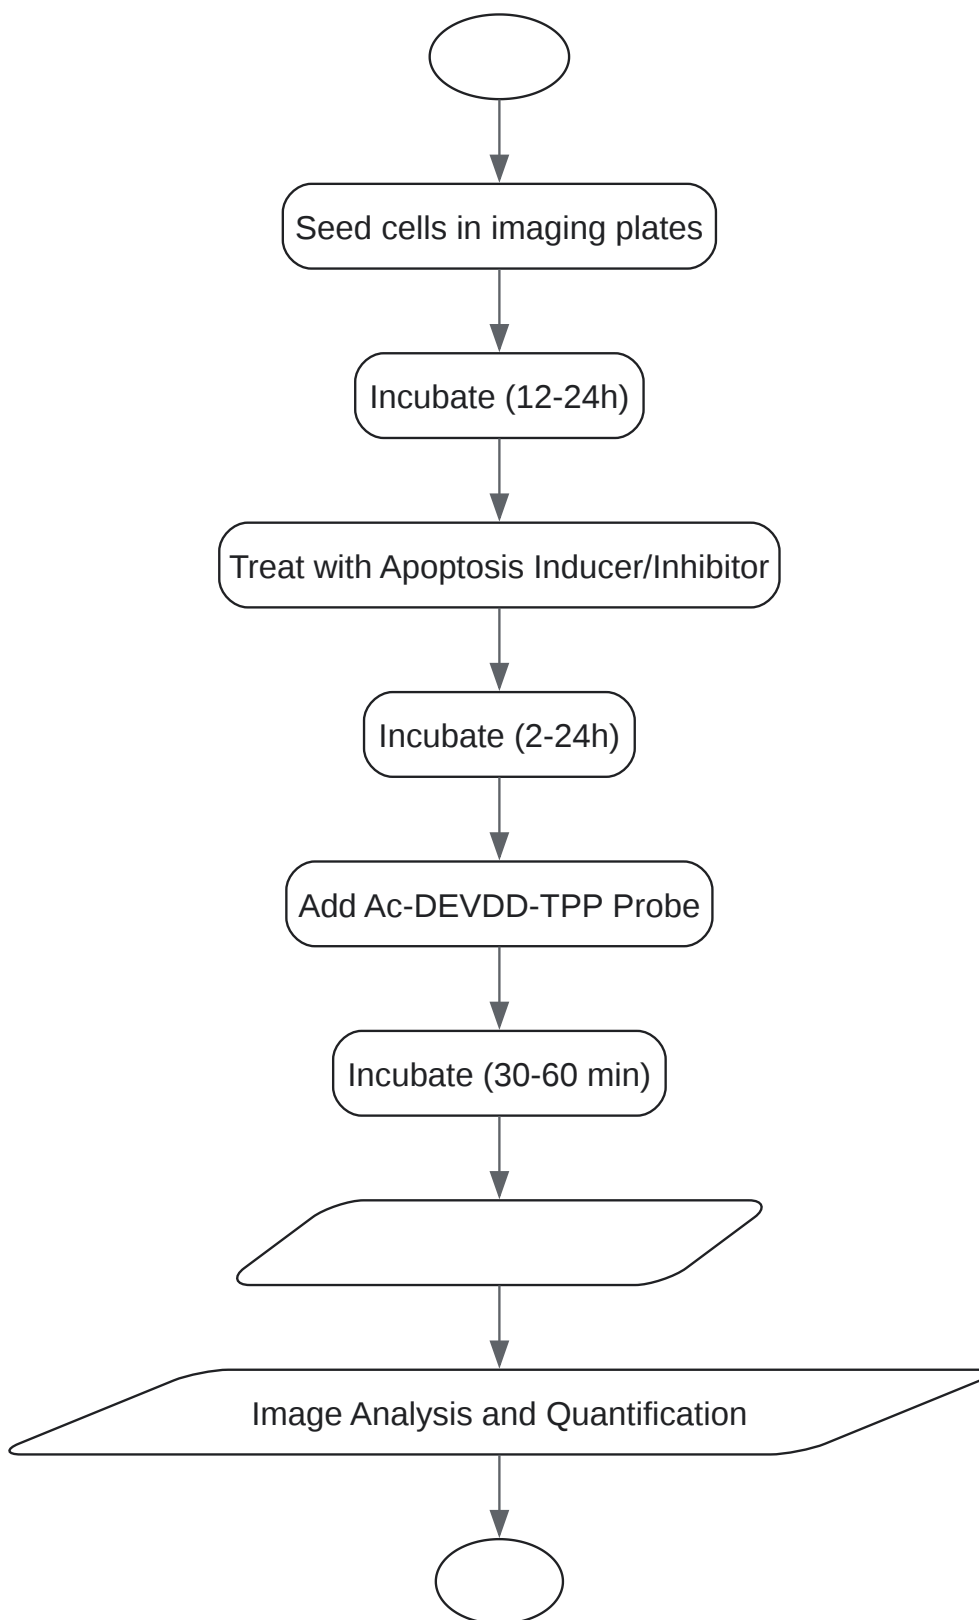 Seed cells in imaging plates
Incubate (12-24h)
Treat with Apoptosis Inducer/Inhibitor
Incubate (2-24h)
Add Ac-DEVDD-TPP Probe
Incubate (30-60 min)
Image Analysis and Quantification